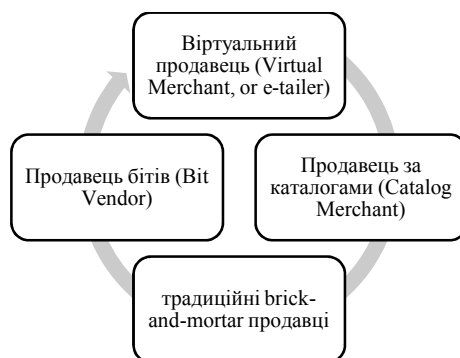 Віртуальний
продавець (Virtual
Merchant, or e-tailer)
Продавець за
каталогами (Catalog
Merchant)
традиційні brick-
and-mortar продавці
Продавець бітів (Bit
Vendor)